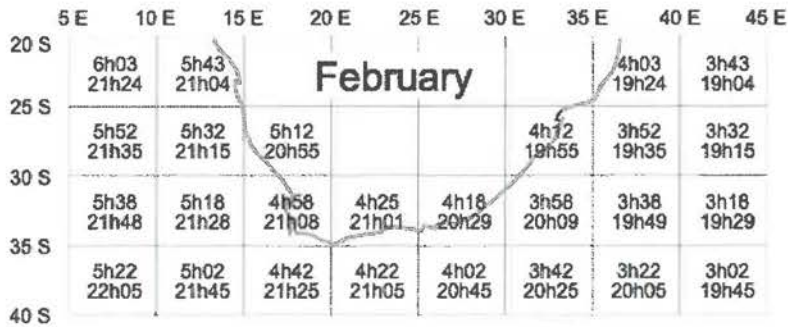 5 E 10 E 15 E 20 E 25 E 30 E 35 E 40 E 45 E
20 S
6h03 5h43 February 4h03 3h43
21h24 21h04 19h24 19h04
25 S
5h52 5h32 5h12 4h12 3h52 3h32
21h35 21h15 20h55 19h55 19h35 19h15
30 S
5h38 5h18 4h58 4h25 4h18 3h58 3h38 3h18
21h48 21h28 21h08 21h01 20h29 20h09 19h49 19h29
35 S
5h22 5h02 4h42 4h22 4h02 3h42 3h22 3h02
22h05 21h45 21h25 21h05 20h45 20h25 20h05 19h45
40 S